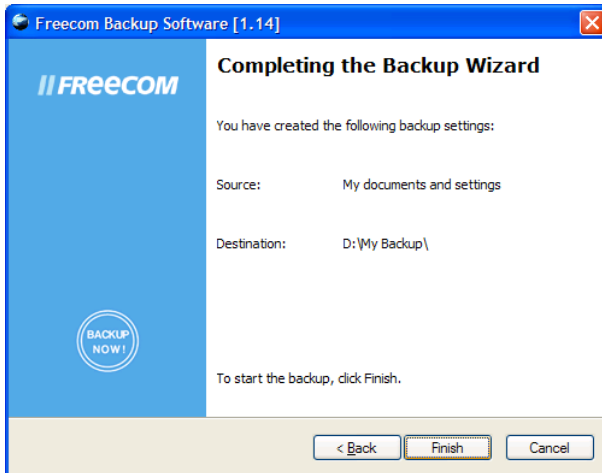 Freecom Backup Software [1.14]
FREECOM
Completing the Backup Wizard
You have created the following backup settings:
Source: My documents and settings
Destination: D:\My Backup\
BACKUP
NOW!
To start the backup, click Finish.
< Back Finish Cancel